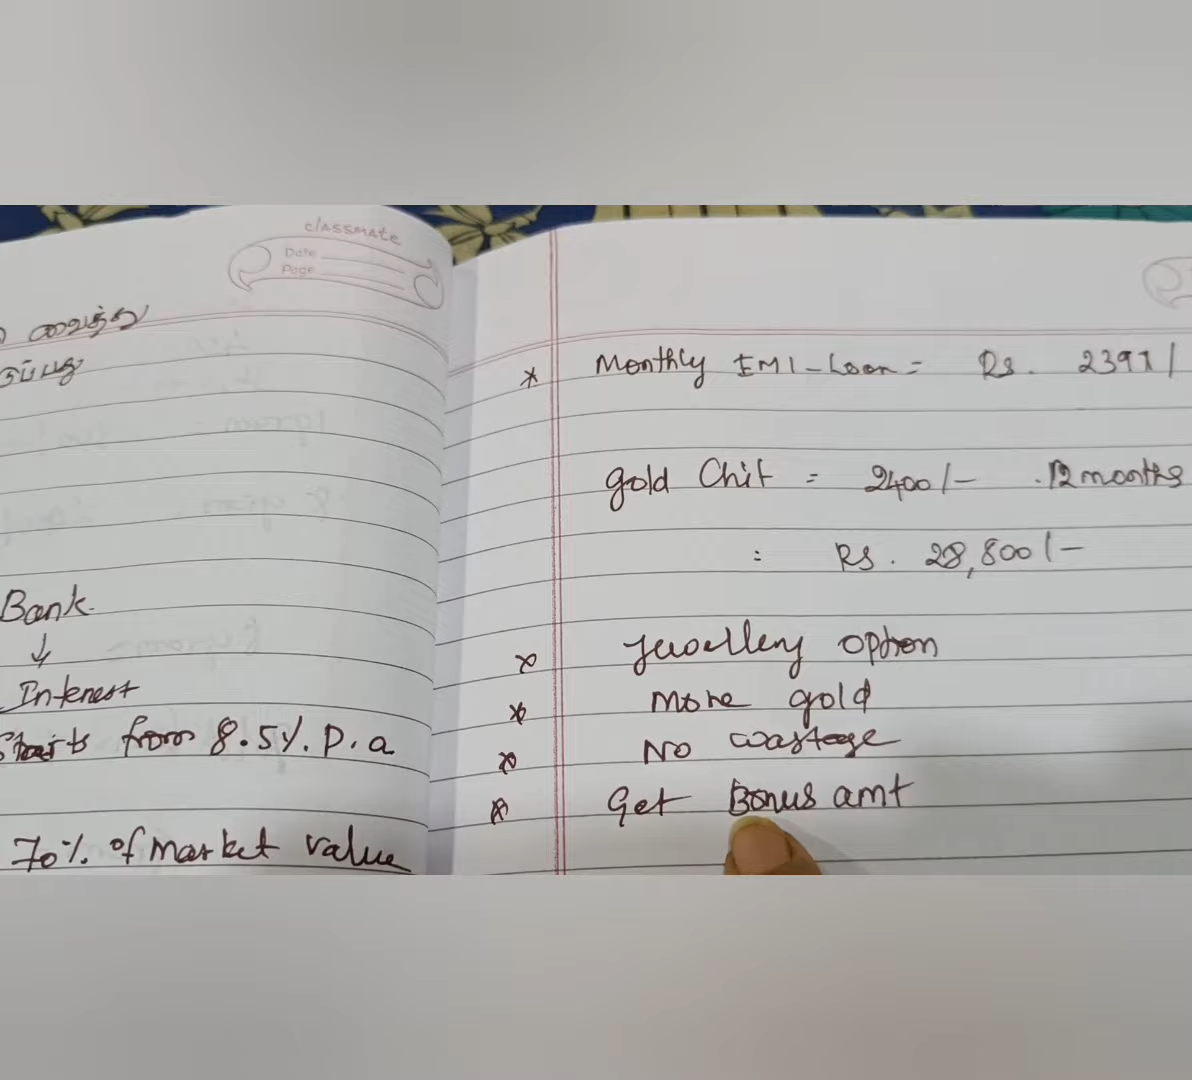 classmate
Date
Page
வைத்து
Bank.
↓
Interest
Starts from 8.5%. P.a
70% of market value
* Monthly EMI-Loan = Rs. 2391/
gold Chit = 2400/- .12 months
= Rs. 28,800/-
* Jewellery option
* More gold
* No wastage
* Get Bonus amt